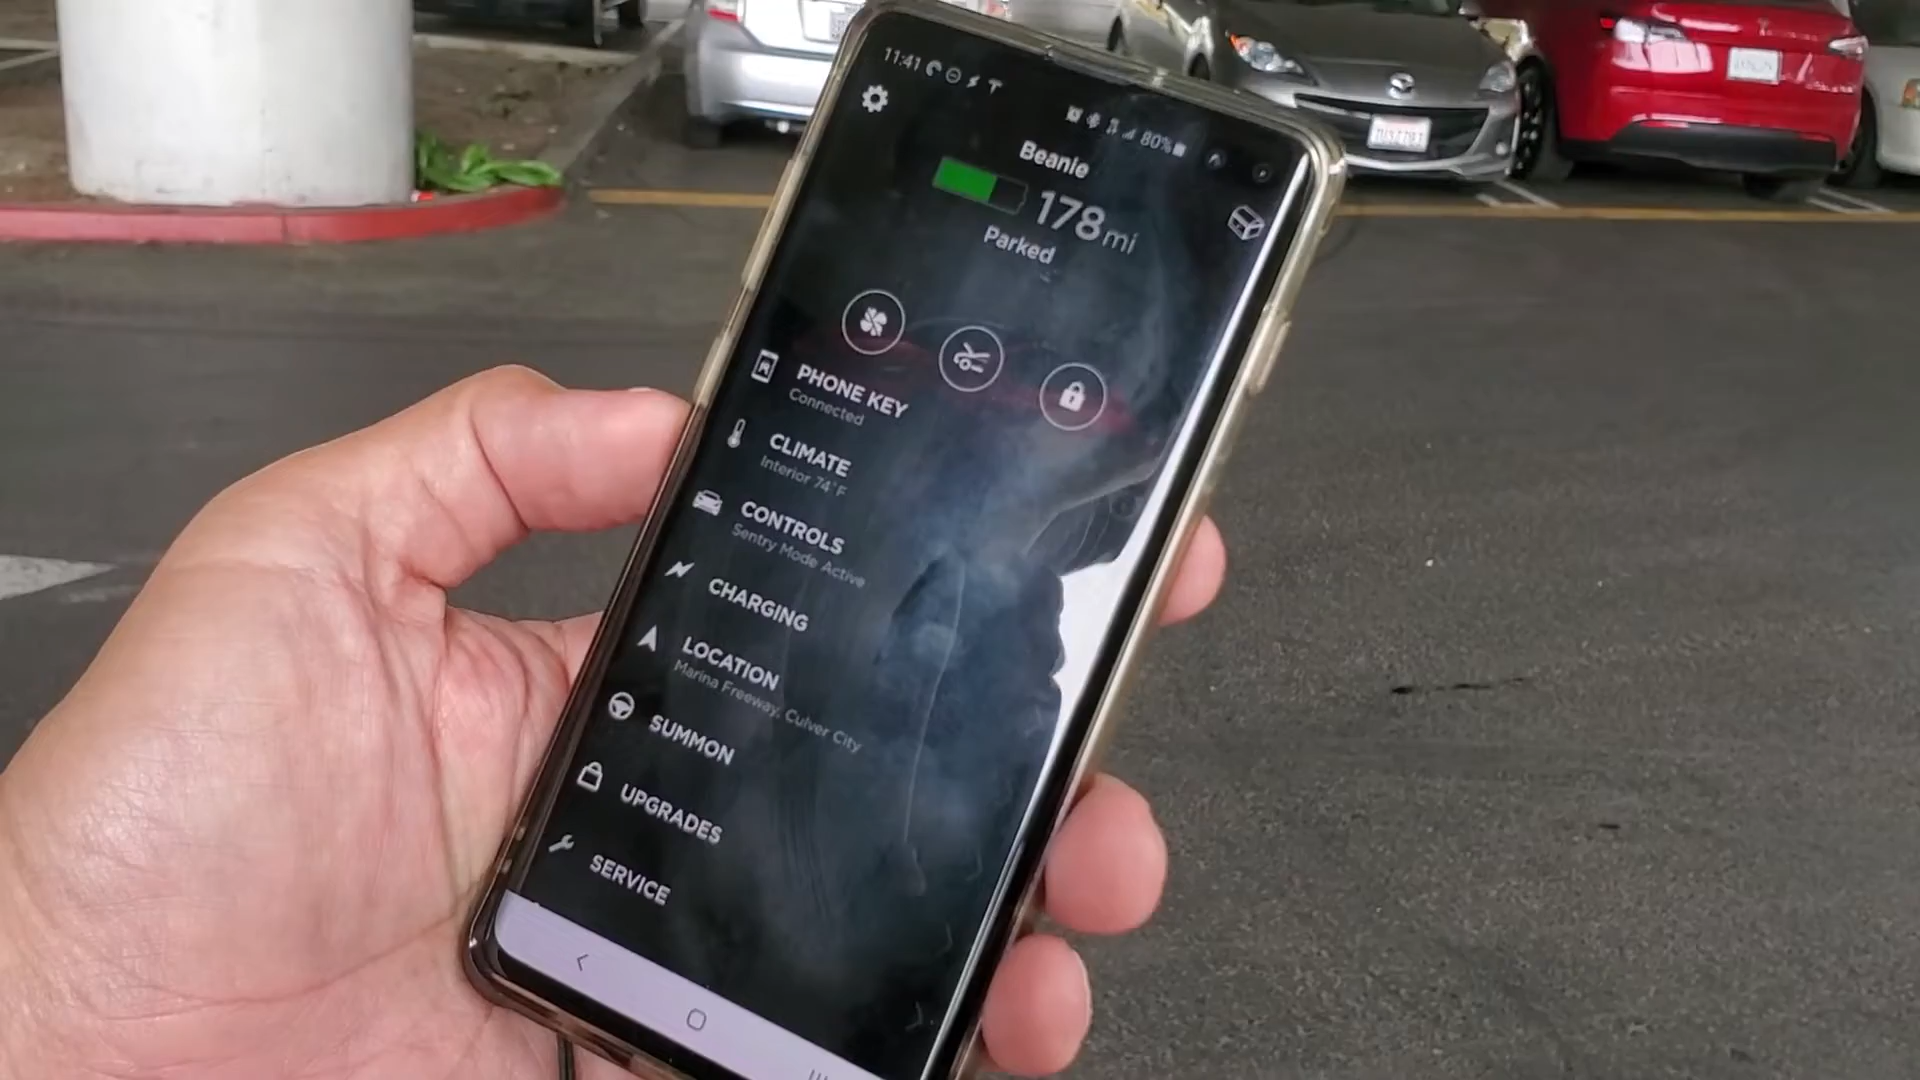 11:41
80%
Beanie
178 mi
Parked
PHONE KEY
Connected
CLIMATE
Interior 74°F
CONTROLS
Sentry Mode Active
CHARGING
LOCATION
Marina Freeway, Culver City
SUMMON
UPGRADES
SERVICE